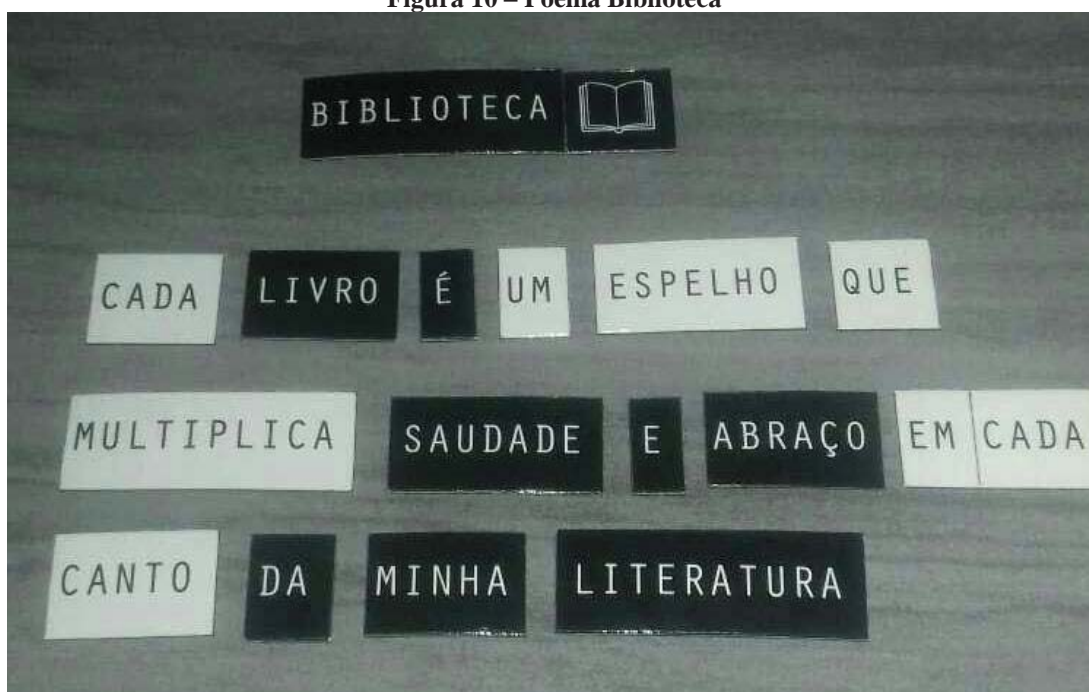 Figura 10 – Poema Biblioteca
BIBLIOTECA
CADA LIVRO É UM ESPELHO QUE
MULTIPLICA SAUDADE E ABRAÇO EM CADA
CANTO DA MINHA LITERATURA